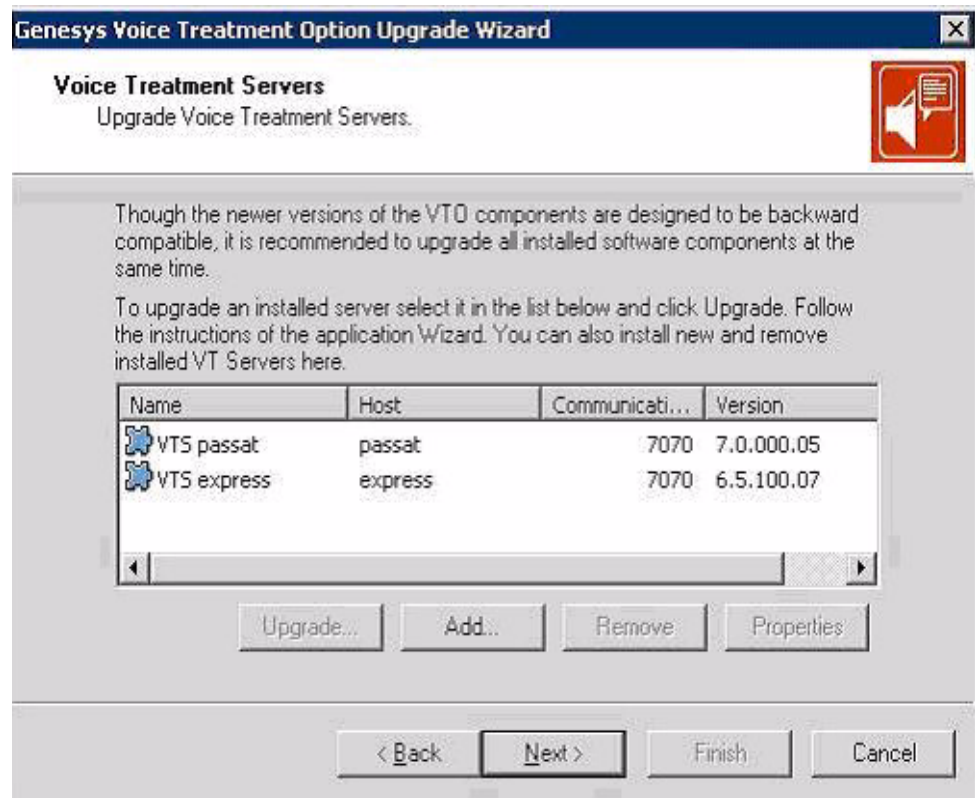 Genesys Voice Treatment Option Upgrade Wizard
Voice Treatment Servers
Upgrade Voice Treatment Servers.
Though the newer versions of the VTO components are designed to be backward
compatible, it is recommended to upgrade all installed software components at the
same time.
To upgrade an installed server select it in the list below and click Upgrade. Follow
the instructions of the application Wizard. You can also install new and remove
installed VT Servers here.
Name Host Communicati... Version
VTS passat passat 7070 7.0.000.05
VTS express express 7070 6.5.100.07
Upgrade... Add... Remove Properties
< Back Next > Finish Cancel